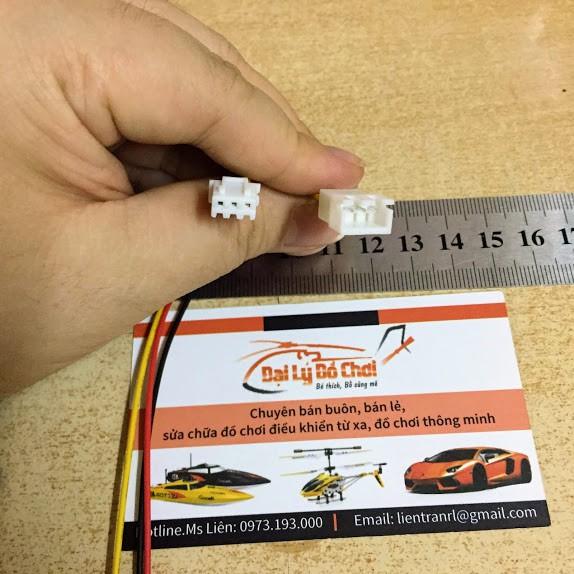 11 12 13 14 15 16 17
Đại Lý Đồ Chơi
Bé thích, Bố cũng mê
Chuyên bán buôn, bán lẻ,
sửa chữa đồ chơi điều khiển từ xa, đồ chơi thông minh
otline.Ms Liên: 0973.193.000 | Email: lientranrl@gmail.com